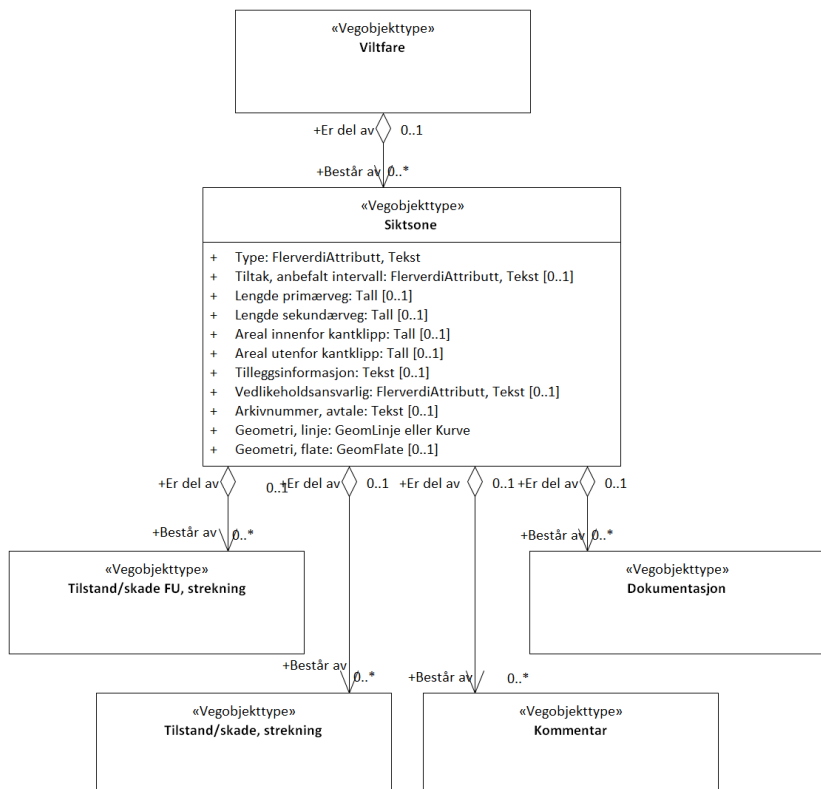 «Vegobjekttype»
Viltfare
+Er del av 0..1
+Består av 0..*
«Vegobjekttype»
Siktsone
+ Type: FlerverdiAttributt, Tekst
+ Tiltak, anbefalt intervall: FlerverdiAttributt, Tekst [0..1]
+ Lengde primærveg: Tall [0..1]
+ Lengde sekundærveg: Tall [0..1]
+ Areal innenfor kantklipp: Tall [0..1]
+ Areal utenfor kantklipp: Tall [0..1]
+ Tilleggsinformasjon: Tekst [0..1]
+ Vedlikeholdsansvarlig: FlerverdiAttributt, Tekst [0..1]
+ Arkivnummer, avtale: Tekst [0..1]
+ Geometri, linje: GeomLinje eller Kurve
+ Geometri, flate: GeomFlate [0..1]
+Er del av 0..1 +Er del av 0..1 +Er del av 0..1 +Er del av 0..1
+Består av 0..* +Består av 0..*
«Vegobjekttype» «Vegobjekttype»
Tilstand/skade FU, strekning Dokumentasjon
+Består av 0..* +Består av 0..*
«Vegobjekttype» «Vegobjekttype»
Tilstand/skade, strekning Kommentar